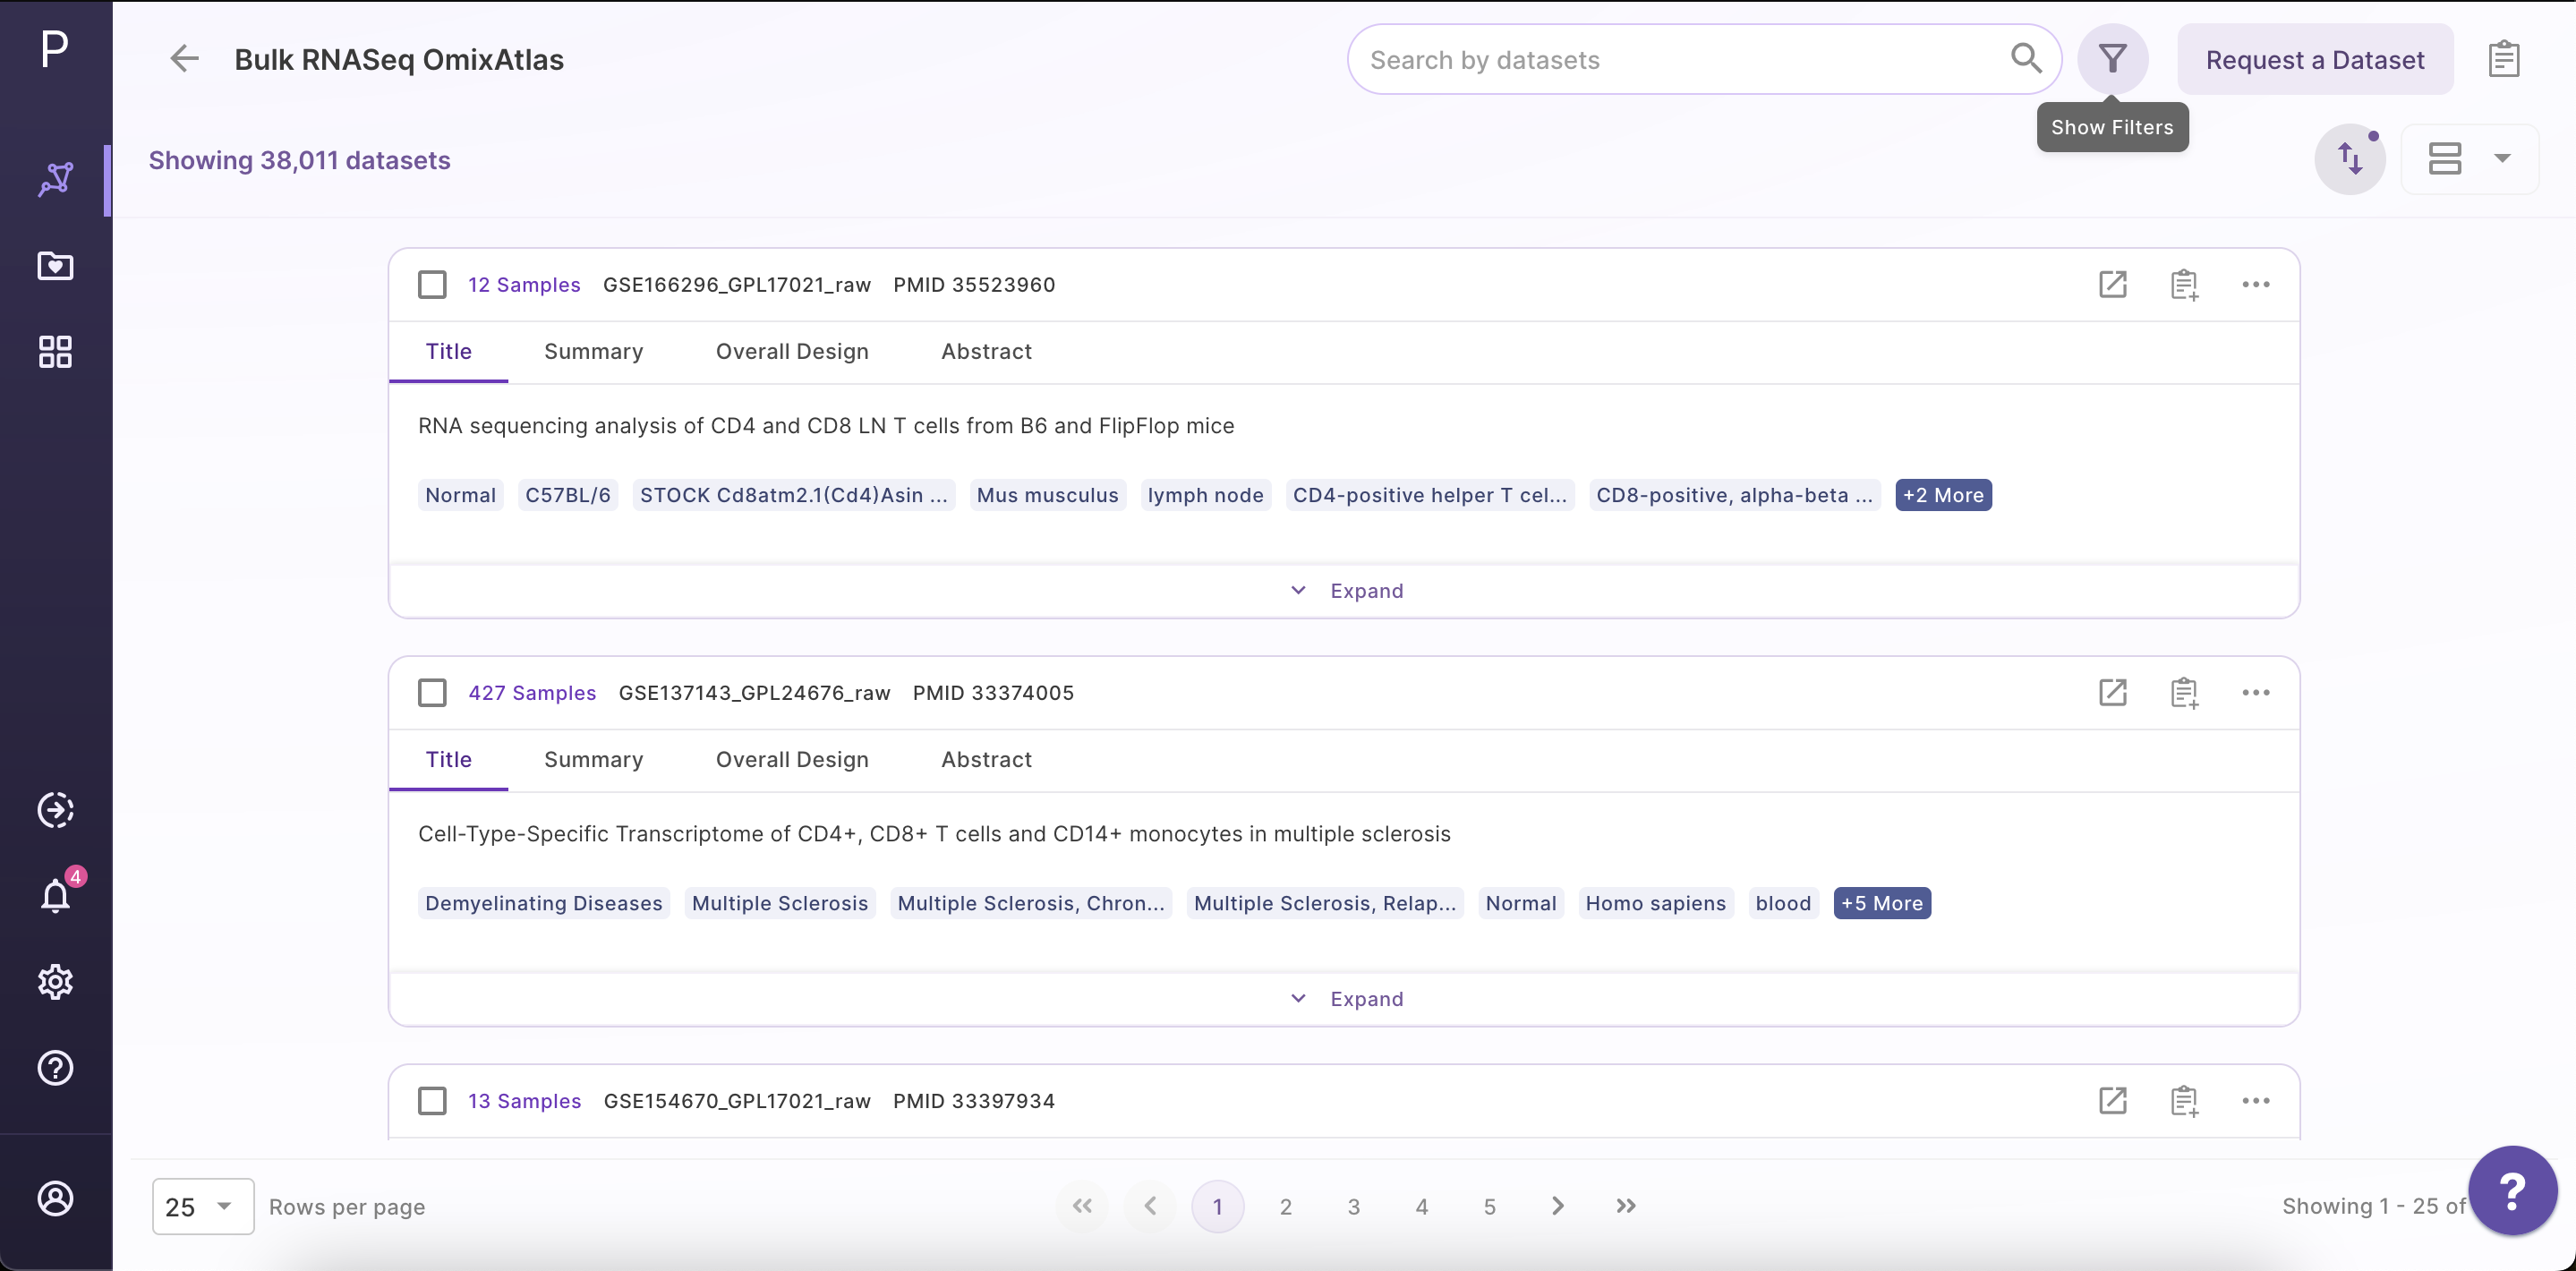 P
Bulk RNASeq OmixAtlas
Search by datasets
Request a Dataset
Show Filters
Showing 38,011 datasets
12 Samples GSE166296_GPL17021_raw PMID 35523960
Title Summary Overall Design Abstract
RNA sequencing analysis of CD4 and CD8 LN T cells from B6 and FlipFlop mice
Normal C57BL/6 STOCK Cd8atm2.1(Cd4)Asin ... Mus musculus lymph node CD4-positive helper T cel... CD8-positive, alpha-beta ... +2 More
Expand
427 Samples GSE137143_GPL24676_raw PMID 33374005
Title Summary Overall Design Abstract
Cell-Type-Specific Transcriptome of CD4+, CD8+ T cells and CD14+ monocytes in multiple sclerosis
4
Demyelinating Diseases Multiple Sclerosis Multiple Sclerosis, Chron... Multiple Sclerosis, Relap... Normal Homo sapiens blood +5 More
Expand
13 Samples GSE154670_GPL17021_raw PMID 33397934
25 Rows per page
1 2 3 4 5
Showing 1 - 25 of
?